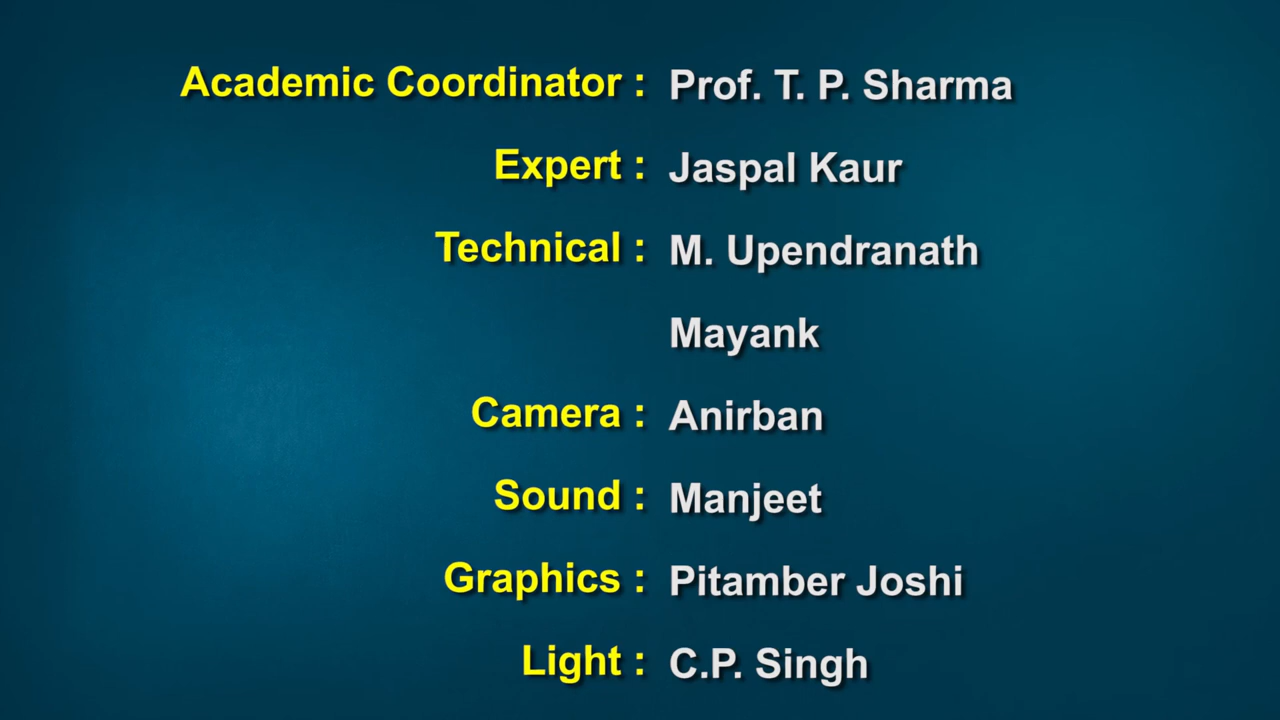 Academic Coordinator : Prof. T. P. Sharma
Expert : Jaspal Kaur
Technical : M. Upendranath
Mayank
Camera : Anirban
Sound : Manjeet
Graphics : Pitamber Joshi
Light : C.P. Singh